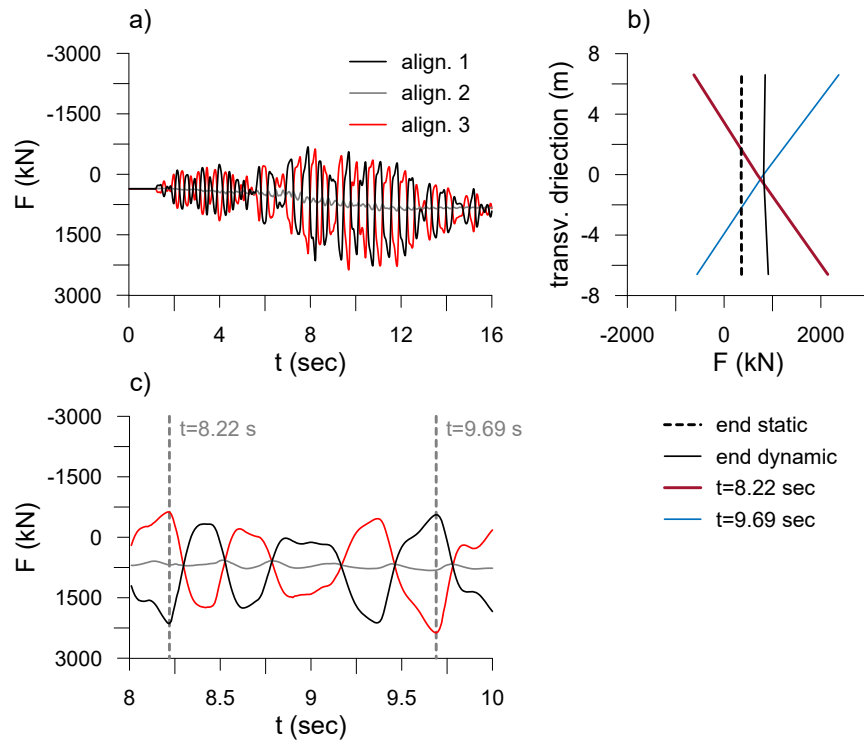 a)
-3000
-1500
0
1500
3000
F (kN)
align. 1
align. 2
align. 3
0 4 8 12 16
t (sec)
b)
8
4
0
-4
-8
transv. driection (m)
-2000 0 2000
F (kN)
c)
-3000
-1500
0
1500
3000
F (kN)
t=8.22 s
t=9.69 s
8 8.5 9 9.5 10
t (sec)
end static
end dynamic
t=8.22 sec
t=9.69 sec